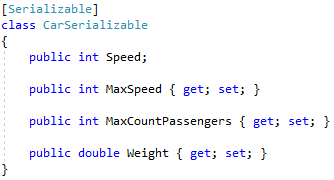 [Serializable]
class CarSerializable
{
public int Speed;
public int MaxSpeed { get; set; }
public int MaxCountPassengers { get; set; }
public double Weight { get; set; }
}